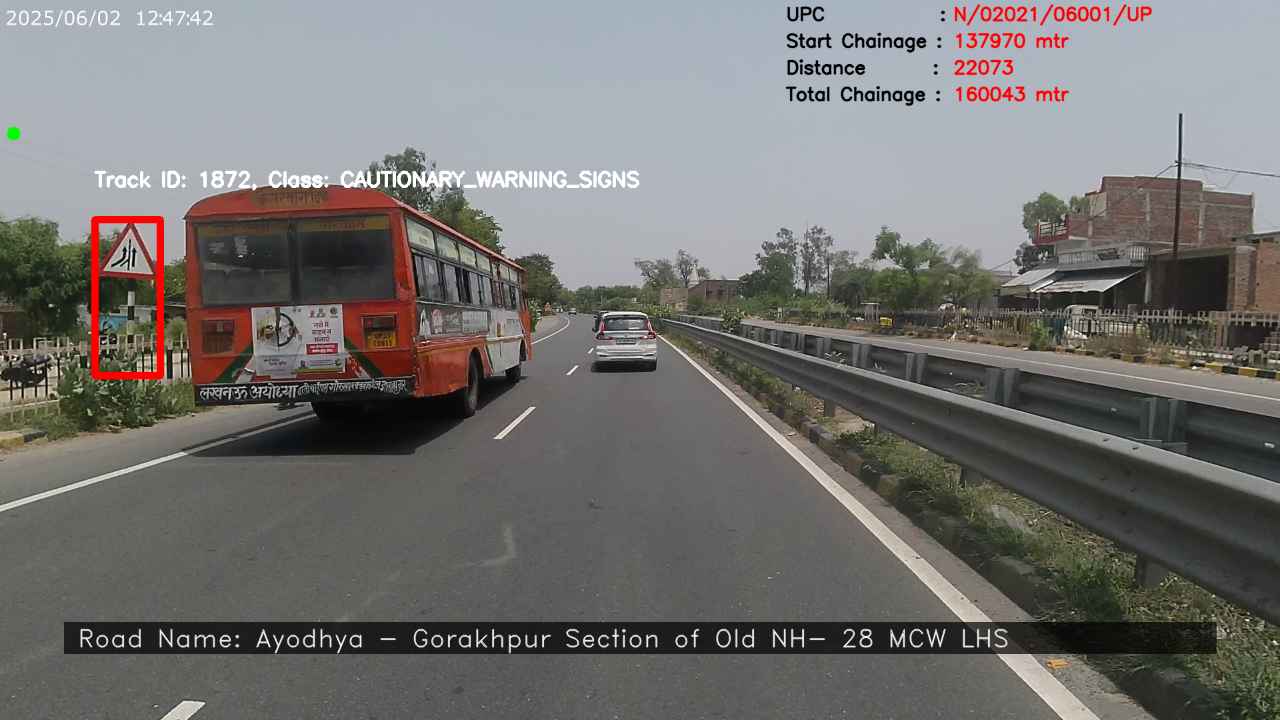 2025/06/02 12:47:42
UPC : N/02021/06001/UP
Start Chainage : 137970 mtr
Distance : 22073
Total Chainage : 160043 mtr
Track ID: 1872, Class: CAUTIONARY_WARNING_SIGNS
लखनऊ अयोध्या
Road Name: Ayodhya - Gorakhpur Section of Old NH- 28 MCW LHS